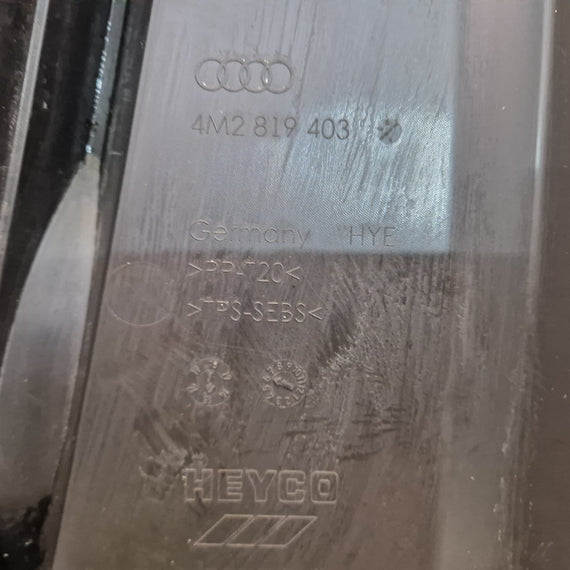 4M2 819 403
Germany HYE
>PP-T20<
>TPS-SEBS<
HEYCO